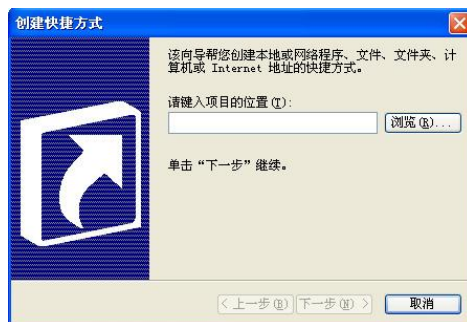 创建快捷方式
该向导帮您创建本地或网络程序、文件、文件夹、计
算机或 Internet 地址的快捷方式。
请键入项目的位置(T):
浏览(R)...
单击“下一步”继续。
< 上一步(B) 下一步(N) > 取消